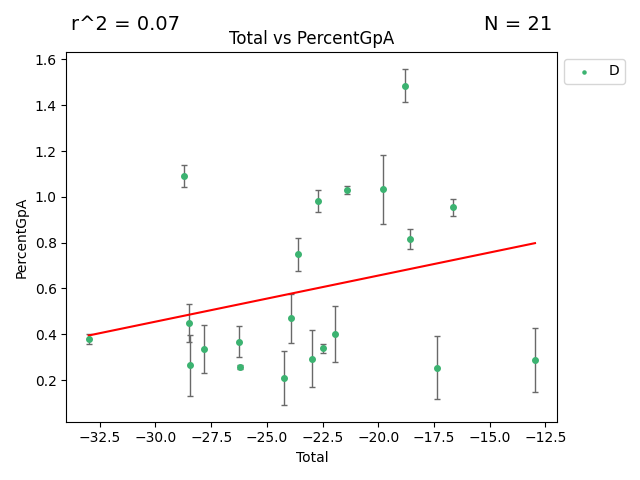 r^2 = 0.07
N = 21
Total vs PercentGpA
D
PercentGpA
1.6
1.4
1.2
1.0
0.8
0.6
0.4
0.2
−32.5 −30.0 −27.5 −25.0 −22.5 −20.0 −17.5 −15.0 −12.5
Total